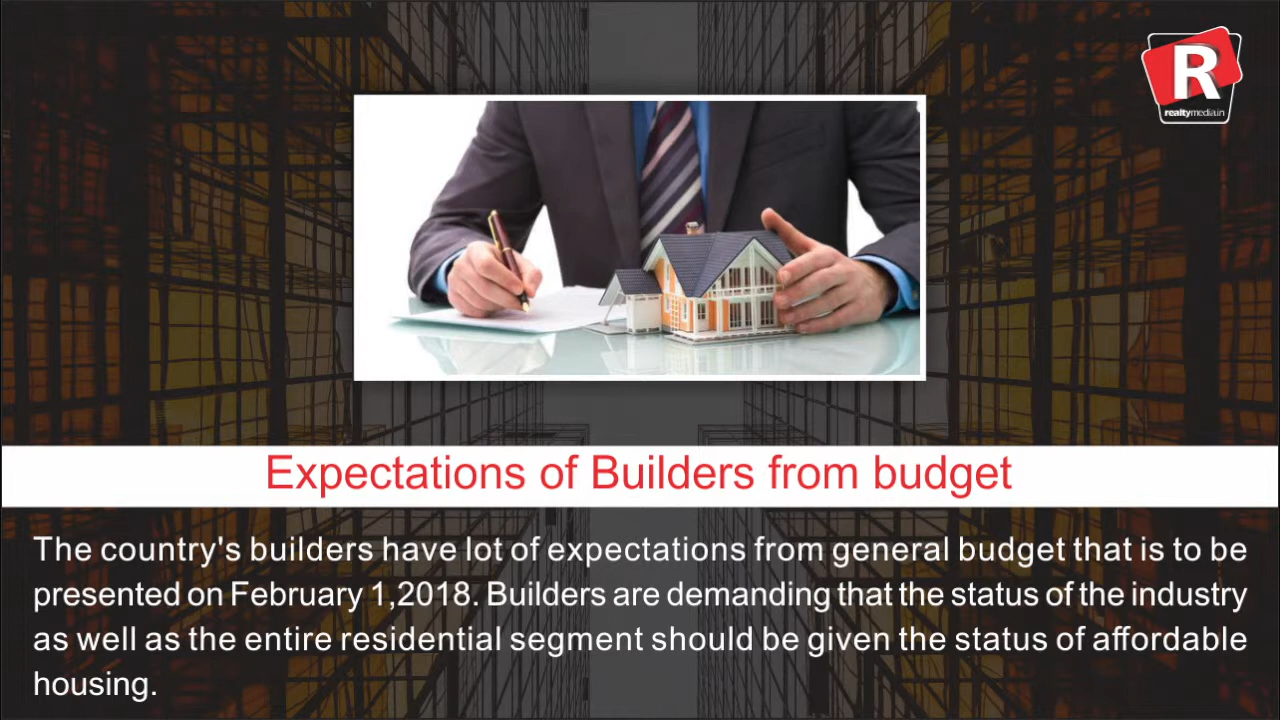 R
realtymedia.in
Expectations of Builders from budget
The country's builders have lot of expectations from general budget that is to be
presented on February 1,2018. Builders are demanding that the status of the industry
as well as the entire residential segment should be given the status of affordable
housing.